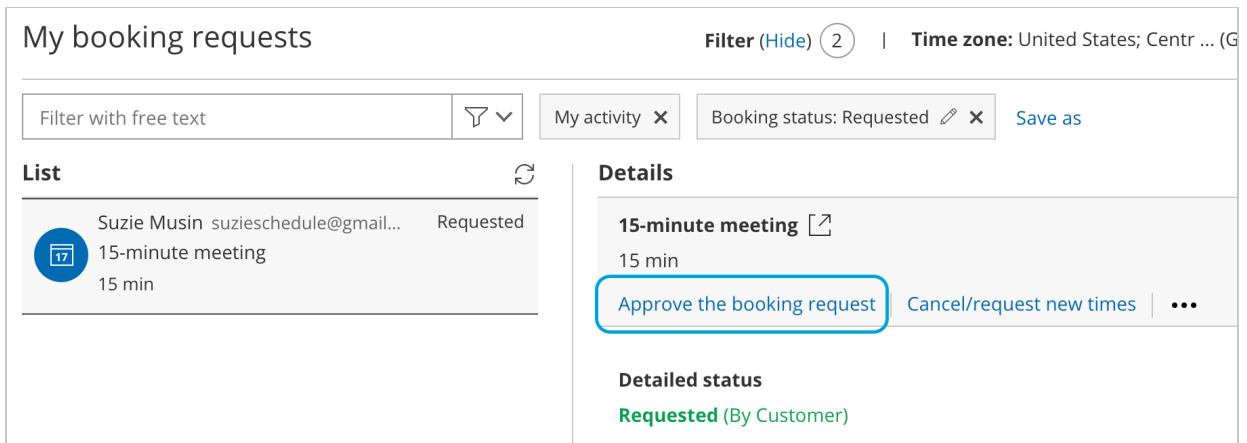 My booking requests
Filter (Hide) 2 | Time zone: United States; Centr ... (G
Filter with free text
My activity
Booking status: Requested
Save as
List
Suzie Musin suzieschedule@gmail... Requested
17
15-minute meeting
15 min
Details
15-minute meeting
15 min
Approve the booking request
Cancel/request new times
Detailed status
Requested (By Customer)